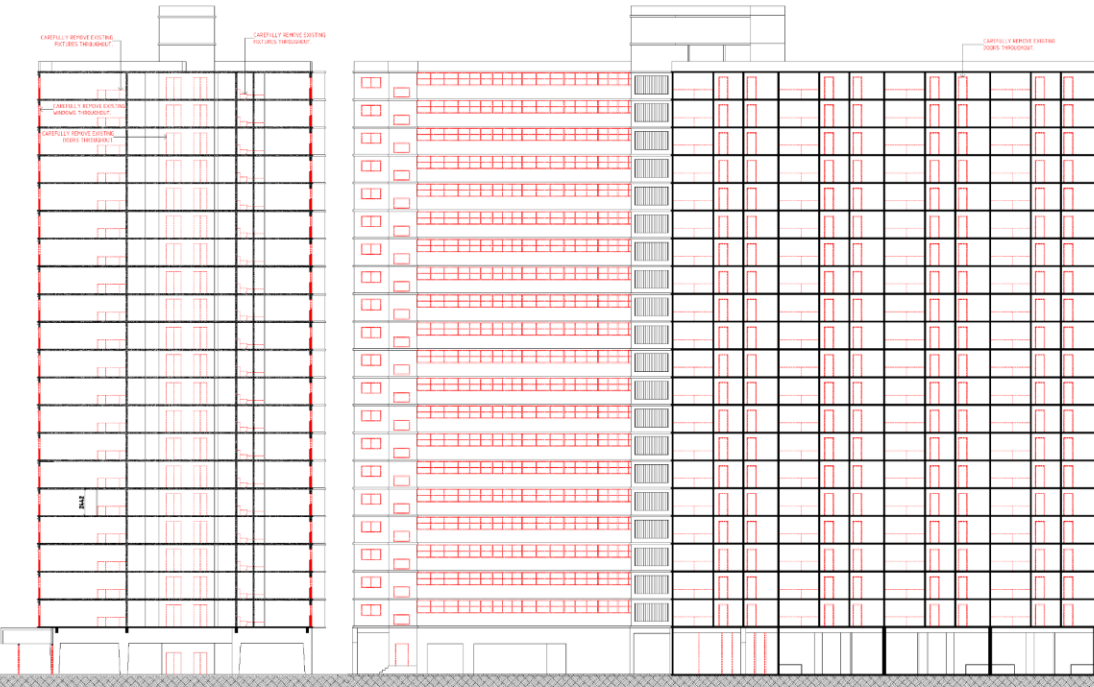 CAREFULLY REMOVE EXISTING
FIXTURES THROUGHOUT.
CAREFULLY REMOVE EXISTING
FIXTURES THROUGHOUT.
CAREFULLY REMOVE EXISTING
DOORS THROUGHOUT.
CAREFULLY REMOVE EXISTING
WINDOWS THROUGHOUT.
CAREFULLY REMOVE EXISTING
DOORS THROUGHOUT.
2442